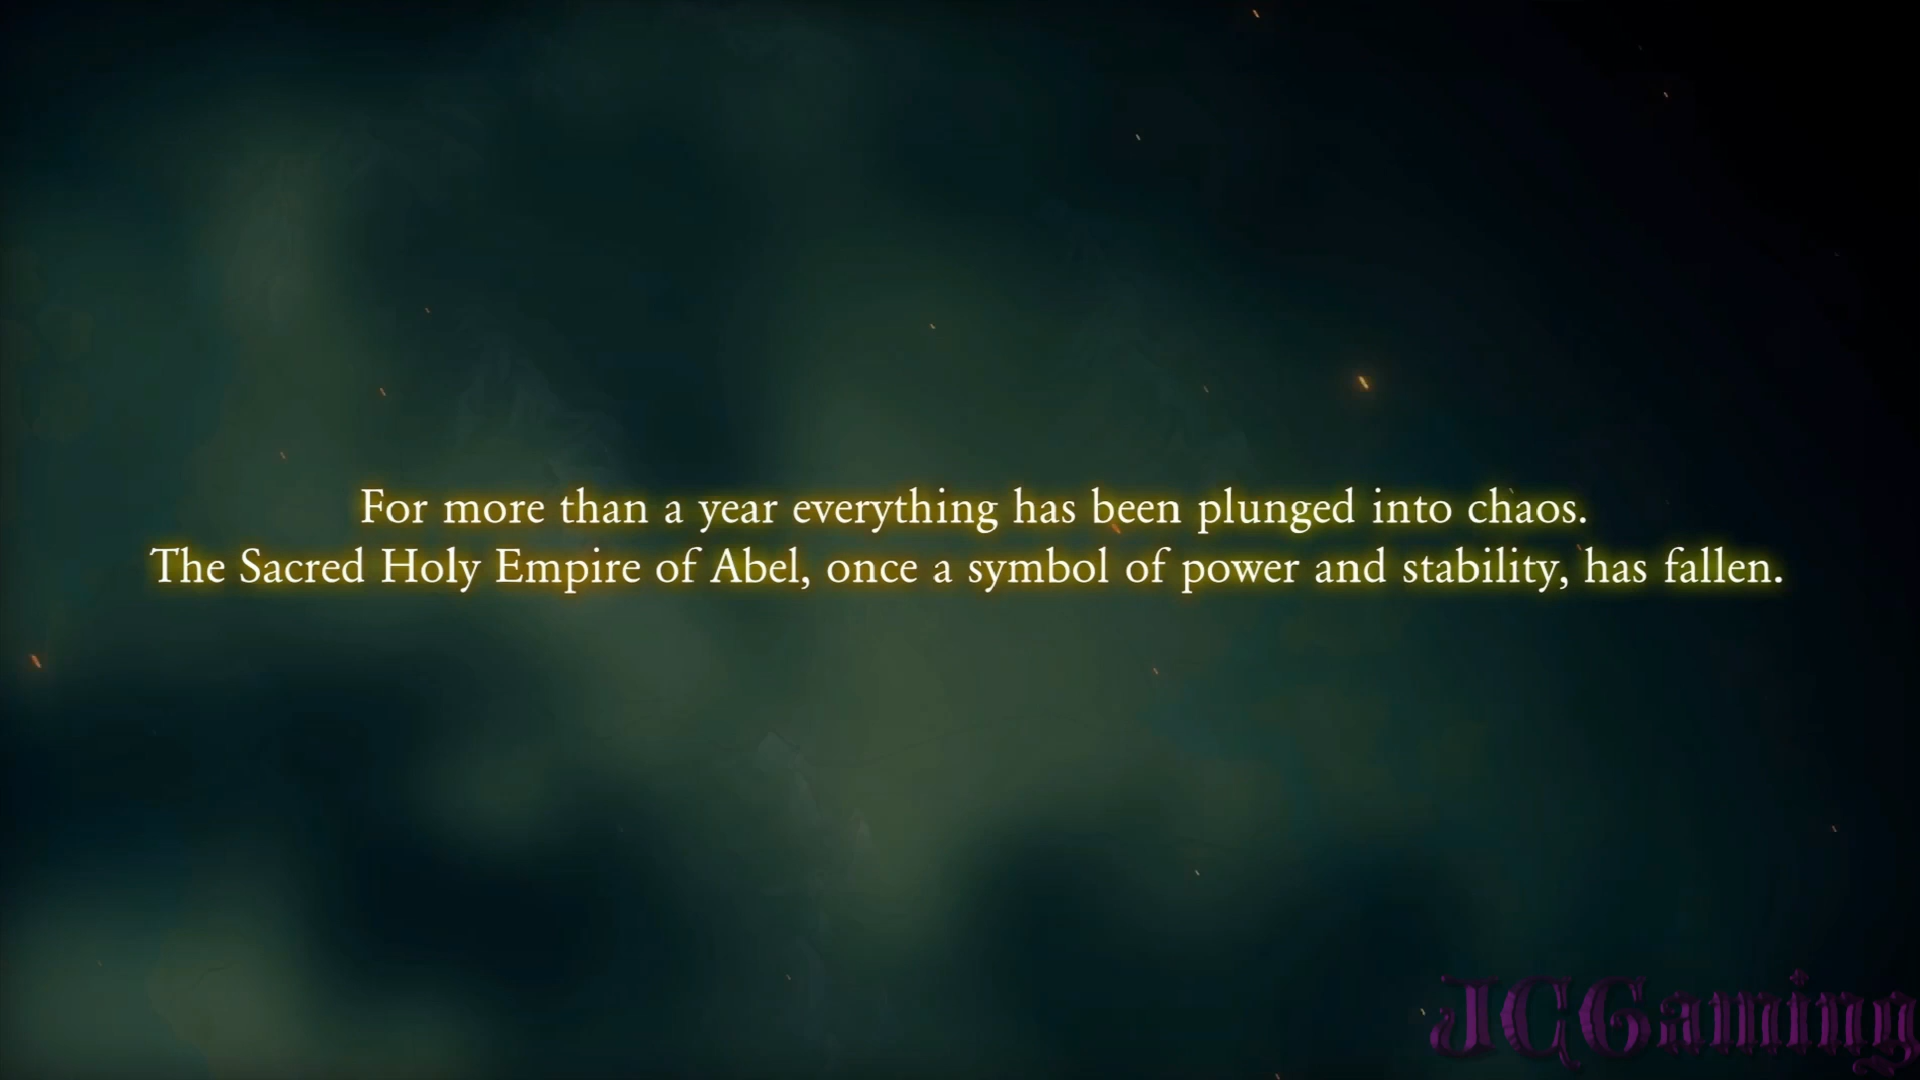 For more than a year everything has been plunged into chaos.
The Sacred Holy Empire of Abel, once a symbol of power and stability, has fallen.
JCGaming